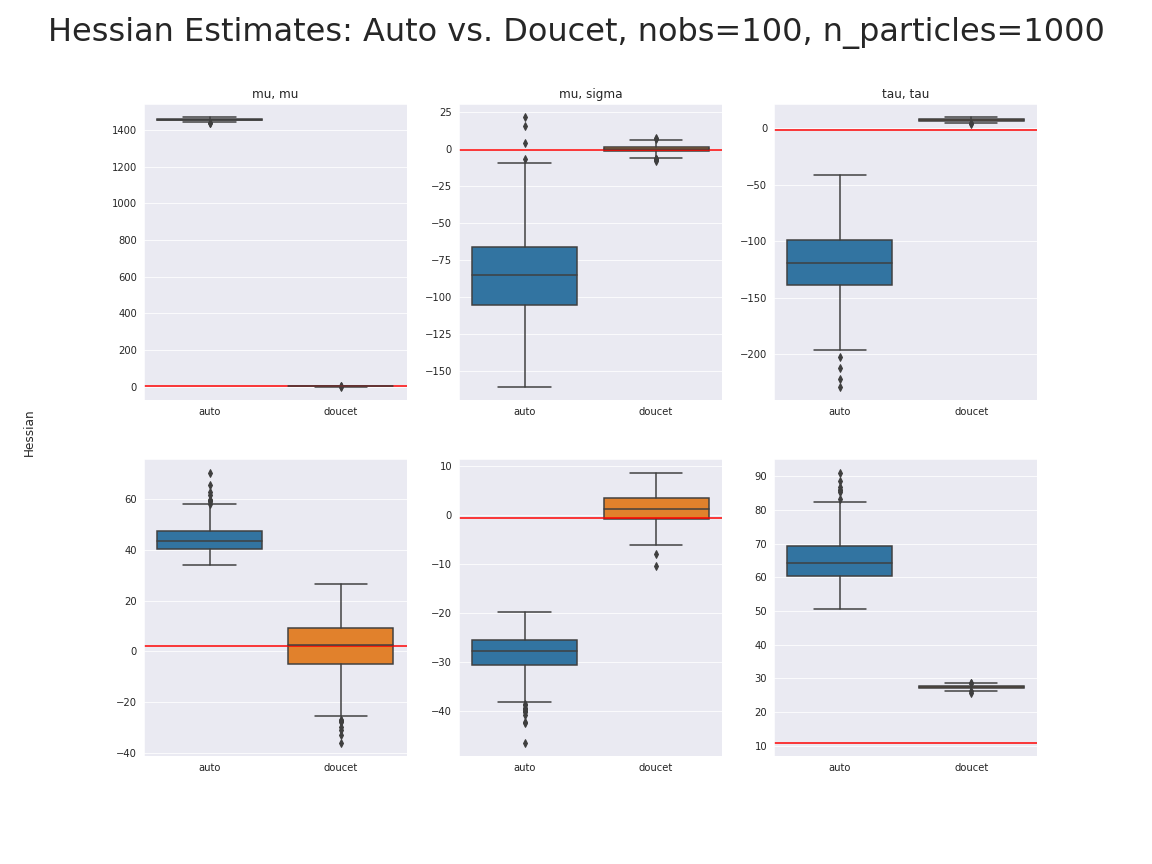 Hessian Estimates: Auto vs. Doucet, nobs=100, n_particles=1000
mu, mu
mu, sigma
tau, tau
1400
1200
1000
800
600
400
200
0
auto
doucet
25
0
−25
−50
−75
−100
−125
−150
auto
doucet
0
−50
−100
−150
−200
auto
doucet
Hessian
60
40
20
0
−20
−40
auto
doucet
10
0
−10
−20
−30
−40
auto
doucet
90
80
70
60
50
40
30
20
10
auto
doucet